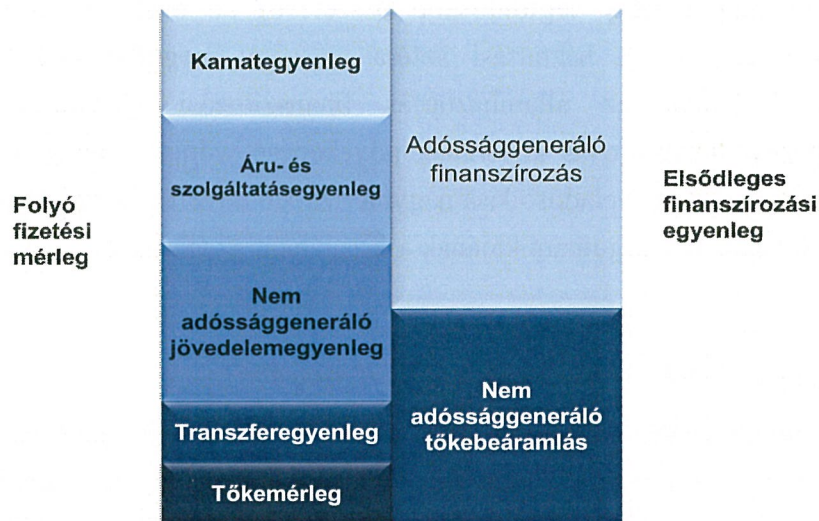 Folyó
fizetési
mérleg
Kamategyenleg
Áru- és
szolgáltatásegyenleg
Nem
adóssággeneráló
jövedelemegyenleg
Transzferegyenleg
Tőkemérleg
Adóssággeneráló
finanszírozás
Nem
adóssággeneráló
tőkebeáramlás
Elsődleges
finanszírozási
egyenleg